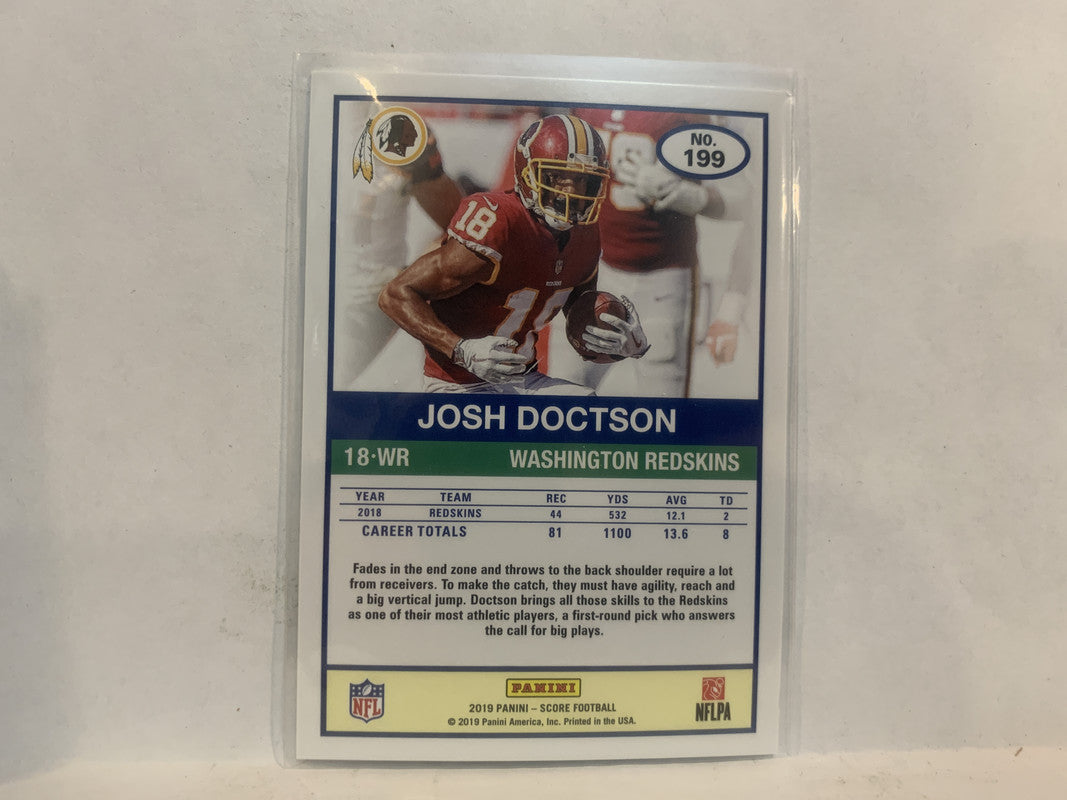 NO.
199
18
18
JOSH DOCTSON
18·WR WASHINGTON REDSKINS
YEAR TEAM REC YDS AVG TD
2018 REDSKINS 44 532 12.1 2
CAREER TOTALS 81 1100 13.6 8
Fades in the end zone and throws to the back shoulder require a lot
from receivers. To make the catch, they must have agility, reach and
a big vertical jump. Doctson brings all those skills to the Redskins
as one of their most athletic players, a first-round pick who answers
the call for big plays.
NFL
PANINI
2019 PANINI – SCORE FOOTBALL
© 2019 Panini America, Inc. Printed in the USA.
NFLPA